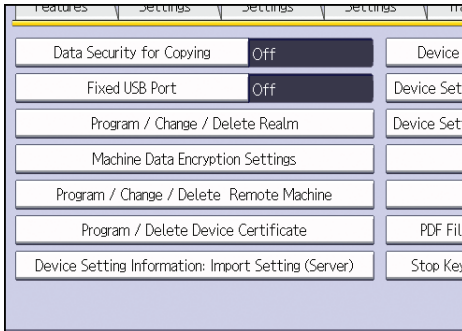 Features Settings Settings Settings
Data Security for Copying Off Device
Fixed USB Port Off Device Set
Program / Change / Delete Realm Device Set
Machine Data Encryption Settings
Program / Change / Delete Remote Machine
Program / Delete Device Certificate PDF Fil
Device Setting Information: Import Setting (Server) Stop Key